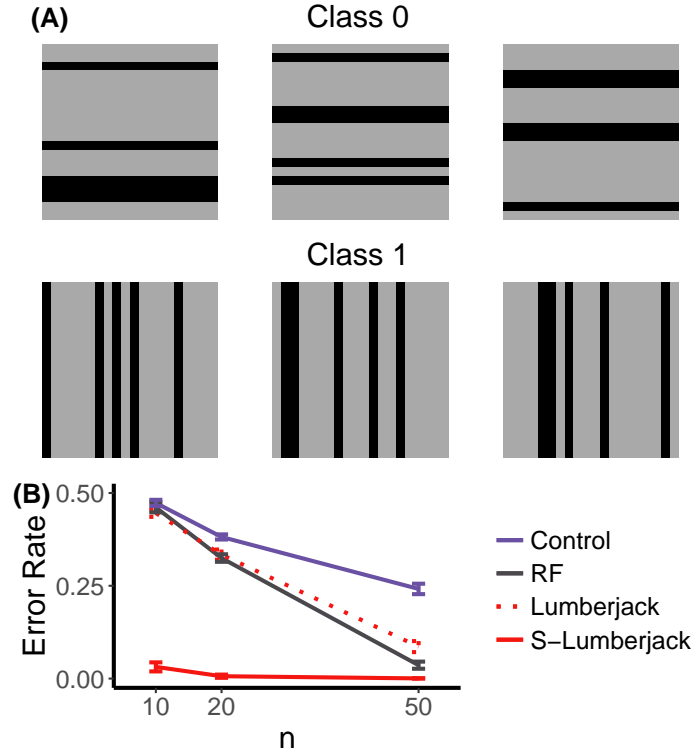 (A)
Class 0
Class 1
(B)
Error Rate
0.50
0.25
0.00
10
20
50
n
Control
RF
Lumberjack
S-Lumberjack